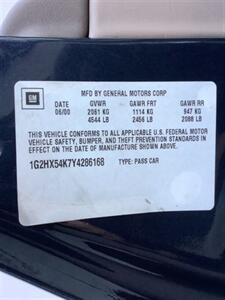 GM
MFD BY GENERAL MOTORS CORP
DATE GVWR GAWR FRT GAWR RR
06/00 2061 KG 1114 KG 947 KG
4544 LB 2456 LB 2088 LB
THIS VEHICLE CONFORMS TO ALL APPLICABLE U.S. FEDERAL MOTOR
VEHICLE SAFETY, BUMPER, AND THEFT PREVENTION STANDARDS IN
EFFECT ON THE DATE OF MANUFACTURE SHOWN ABOVE.
1G2HX54K7Y4286168 TYPE: PASS CAR